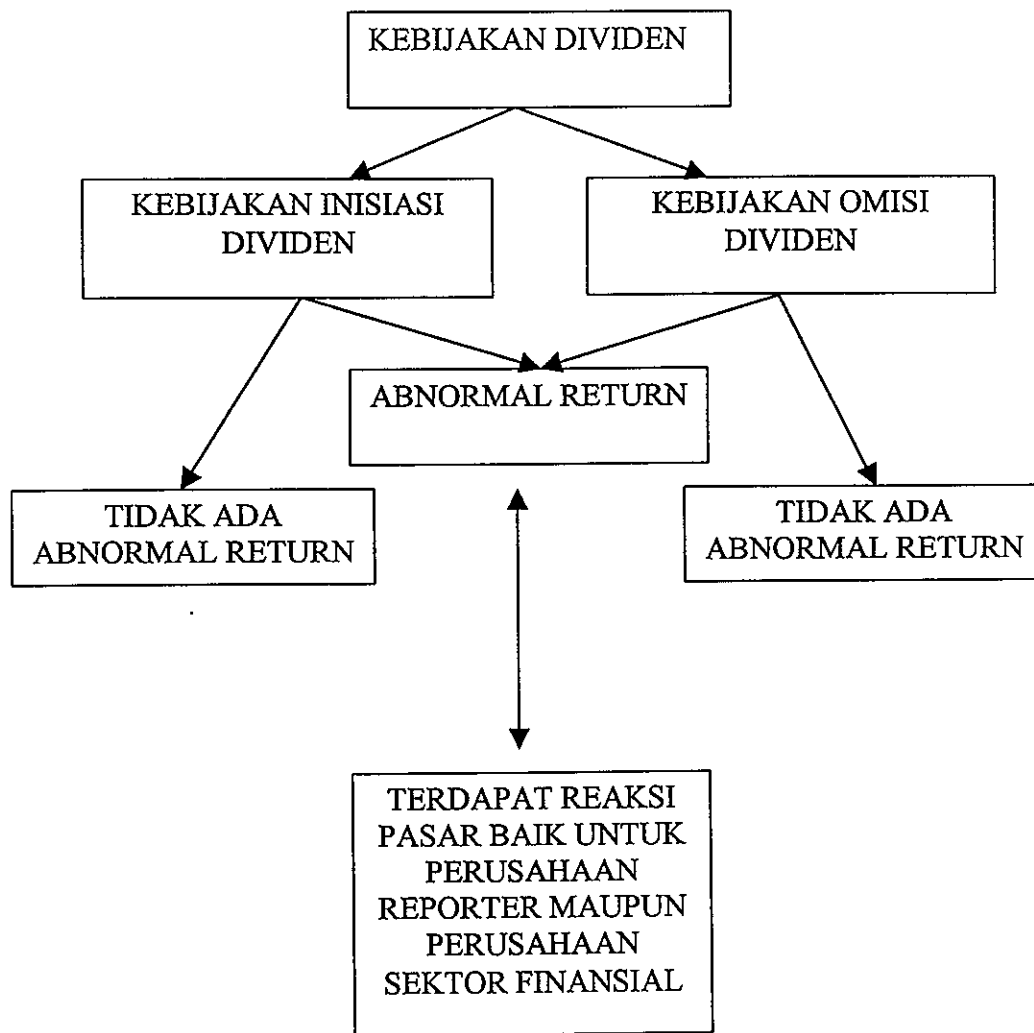 KEBIJAKAN DIVIDEN
KEBIJAKAN INISIASI
DIVIDEN
KEBIJAKAN OMISI
DIVIDEN
ABNORMAL RETURN
TIDAK ADA
ABNORMAL RETURN
TIDAK ADA
ABNORMAL RETURN
TERDAPAT REAKSI
PASAR BAIK UNTUK
PERUSAHAAN
REPORTER MAUPUN
PERUSAHAAN
SEKTOR FINANSIAL